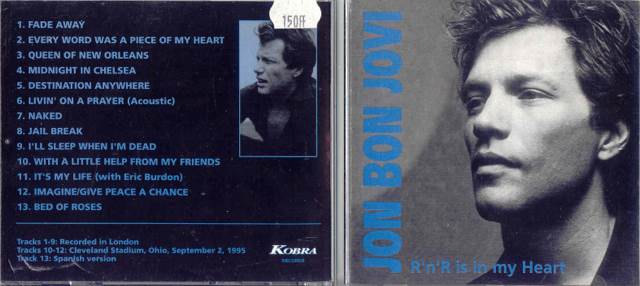 150FF
1. FADE AWAY
2. EVERY WORD WAS A PIECE OF MY HEART
3. QUEEN OF NEW ORLEANS
4. MIDNIGHT IN CHELSEA
5. DESTINATION ANYWHERE
6. LIVIN' ON A PRAYER (Acoustic)
7. NAKED
8. JAIL BREAK
9. I'LL SLEEP WHEN I'M DEAD
10. WITH A LITTLE HELP FROM MY FRIENDS
11. IT'S MY LIFE (with Eric Burdon)
12. IMAGINE/GIVE PEACE A CHANCE
13. BED OF ROSES
Tracks 1-9: Recorded in London
Tracks 10-12: Cleveland Stadium, Ohio, September 2, 1995
Track 13: Spanish version
KOBRA
RECORDS
JON BON JOVI
R'n'R is in my Heart